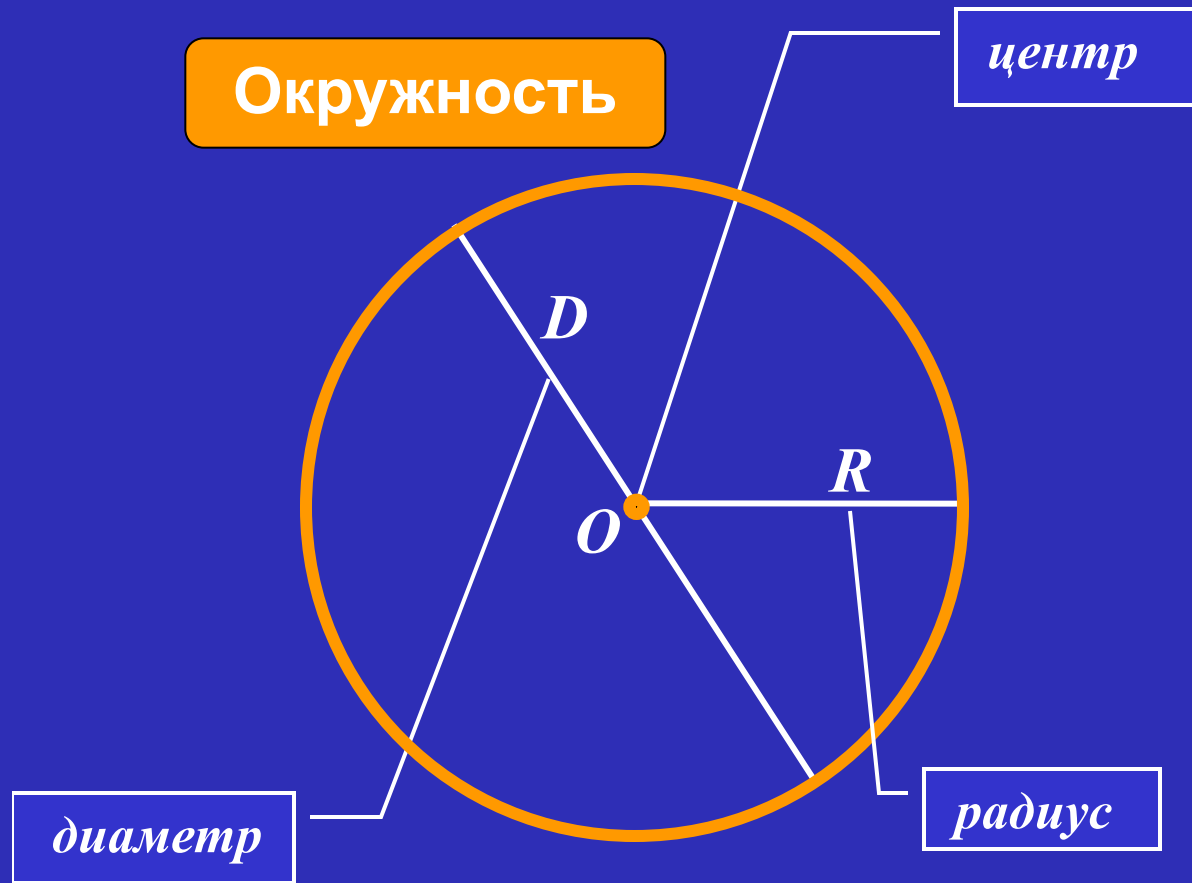 центр
Окружность
D
R
O
диаметр
радиус